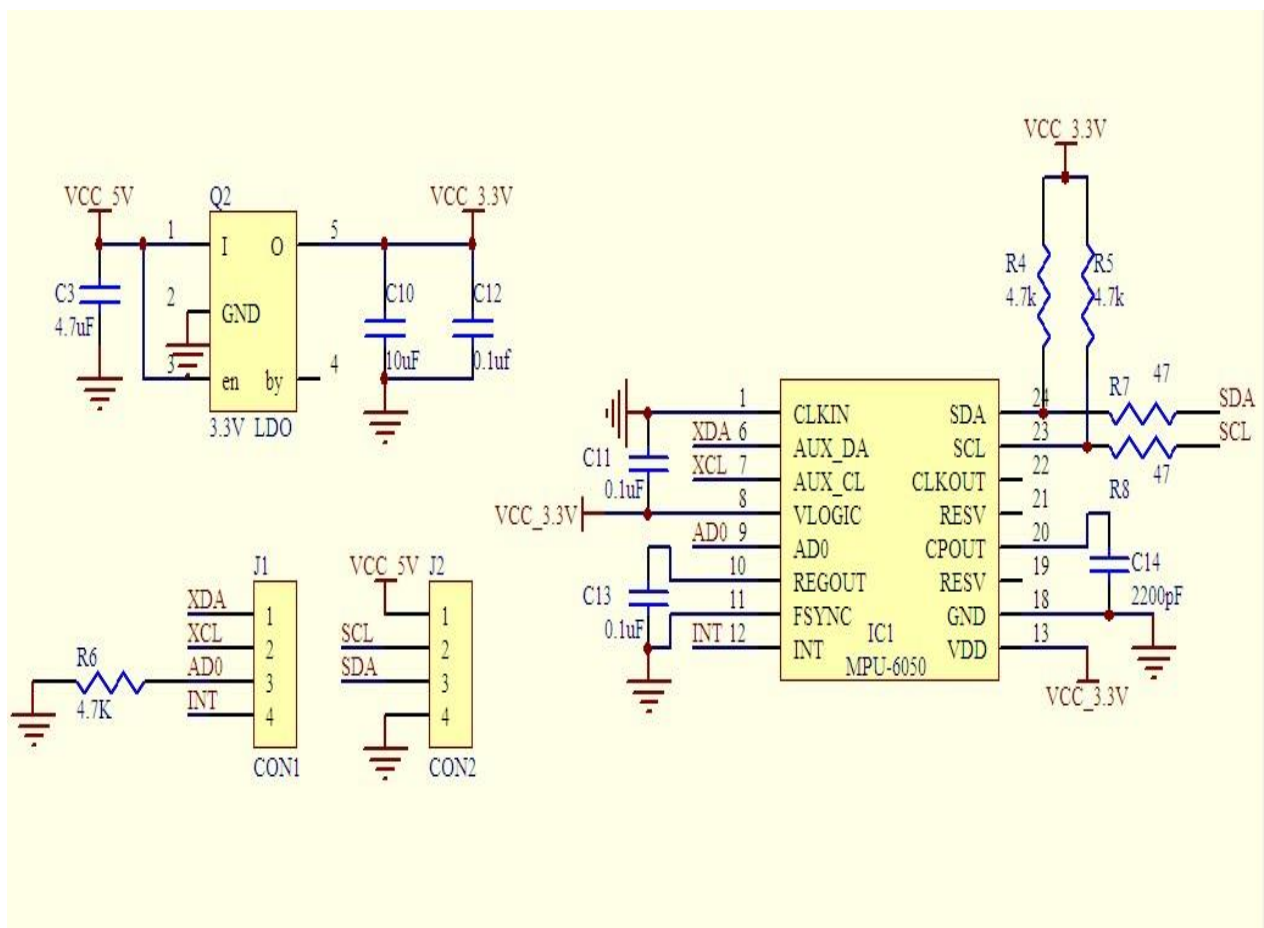 VCC_5V
Q2
VCC_3.3V
1
I
O
5
C3
4.7uF
2
GND
C10
10uF
C12
0.1uf
3
en
by
4
3.3V LDO
VCC_3.3V
R4
4.7k
R5
4.7k
1
CLKIN
SDA
24
R7
47
SDA
XDA 6
AUX_DA
SCL
23
47
SCL
R8
C11
0.1uF
XCL 7
AUX_CL
CLKOUT
22
VCC_3.3V
8
VLOGIC
RESV
21
AD0 9
AD0
CPOUT
20
C14
2200pF
10
REGOUT
RESV
19
C13
0.1uF
11
FSYNC
GND
18
INT 12
INT
VDD
13
IC1
MPU-6050
VCC_3.3V
J1
XDA
1
XCL
2
R6
4.7K
AD0
3
INT
4
CON1
VCC_5V
J2
1
SCL
2
SDA
3
4
CON2